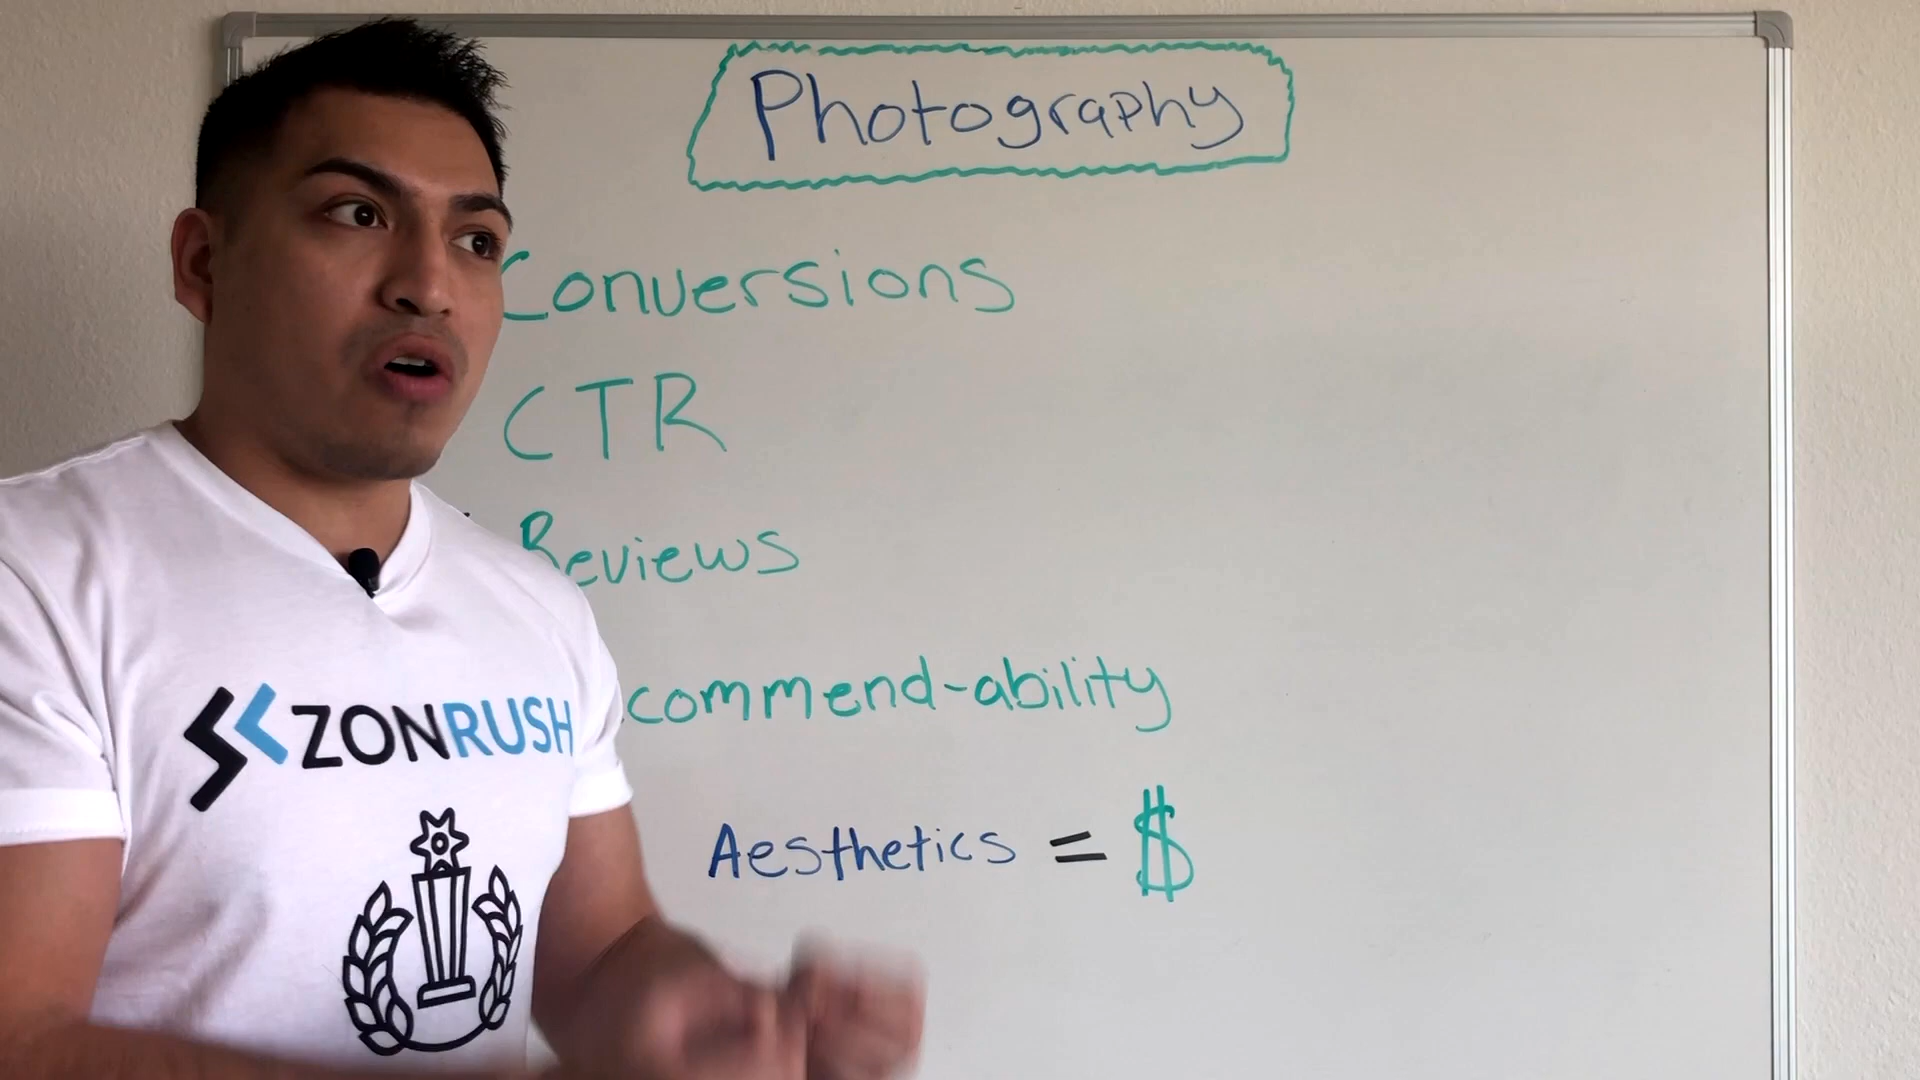 Photography
Conversions
CTR
Reviews
commend-ability
ZONRUSH
Aesthetics = $